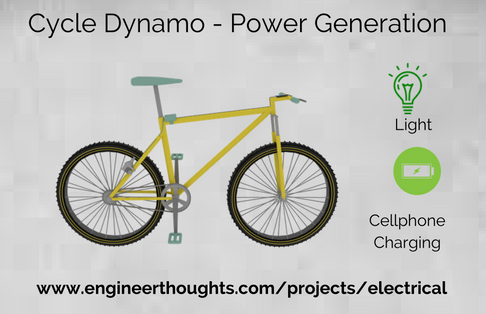 Cycle Dynamo - Power Generation
Light
Cellphone
Charging
www.engineerthoughts.com/projects/electrical